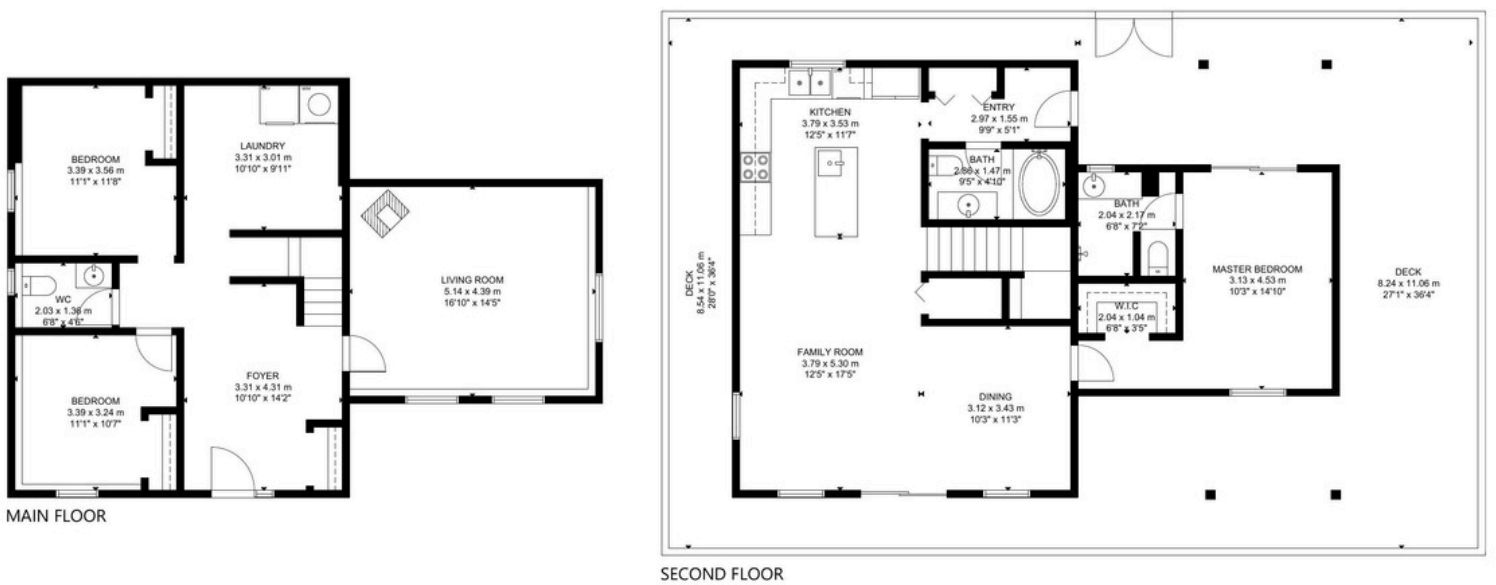 BEDROOM
3.39 x 3.56 m
11'1" x 11'8"
LAUNDRY
3.31 x 3.01 m
10'10" x 9'11"
LIVING ROOM
5.14 x 4.39 m
16'10" x 14'5"
WC
2.03 x 1.38 m
6'8" x 4'6"
BEDROOM
3.39 x 3.24 m
11'1" x 10'7"
FOYER
3.31 x 4.31 m
10'10" x 14'2"
MAIN FLOOR
KITCHEN
3.79 x 3.53 m
12'5" x 11'7"
ENTRY
2.97 x 1.55 m
9'9" x 5'1"
BATH
2.86 x 1.47 m
9'5" x 4'10"
BATH
2.04 x 2.17 m
6'8" x 7'2"
DECK
8.54 x 11.06 m
28'0" x 36'4"
MASTER BEDROOM
3.13 x 4.53 m
10'3" x 14'10"
DECK
8.24 x 11.06 m
27'1" x 36'4"
W.I.C
2.04 x 1.04 m
6'8" x 3'5"
FAMILY ROOM
3.79 x 5.30 m
12'5" x 17'5"
DINING
3.12 x 3.43 m
10'3" x 11'3"
SECOND FLOOR